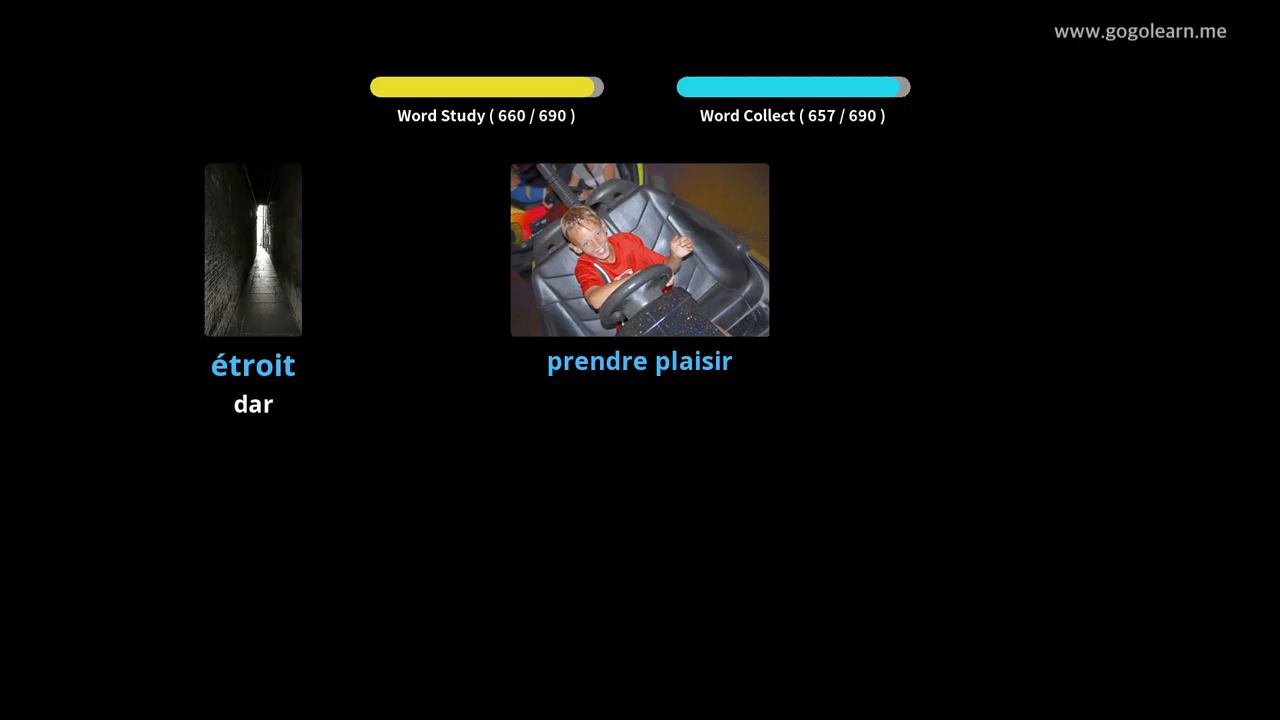 www.gogolearn.me
Word Study ( 660 / 690 )
Word Collect ( 657 / 690 )
étroit
dar
prendre plaisir